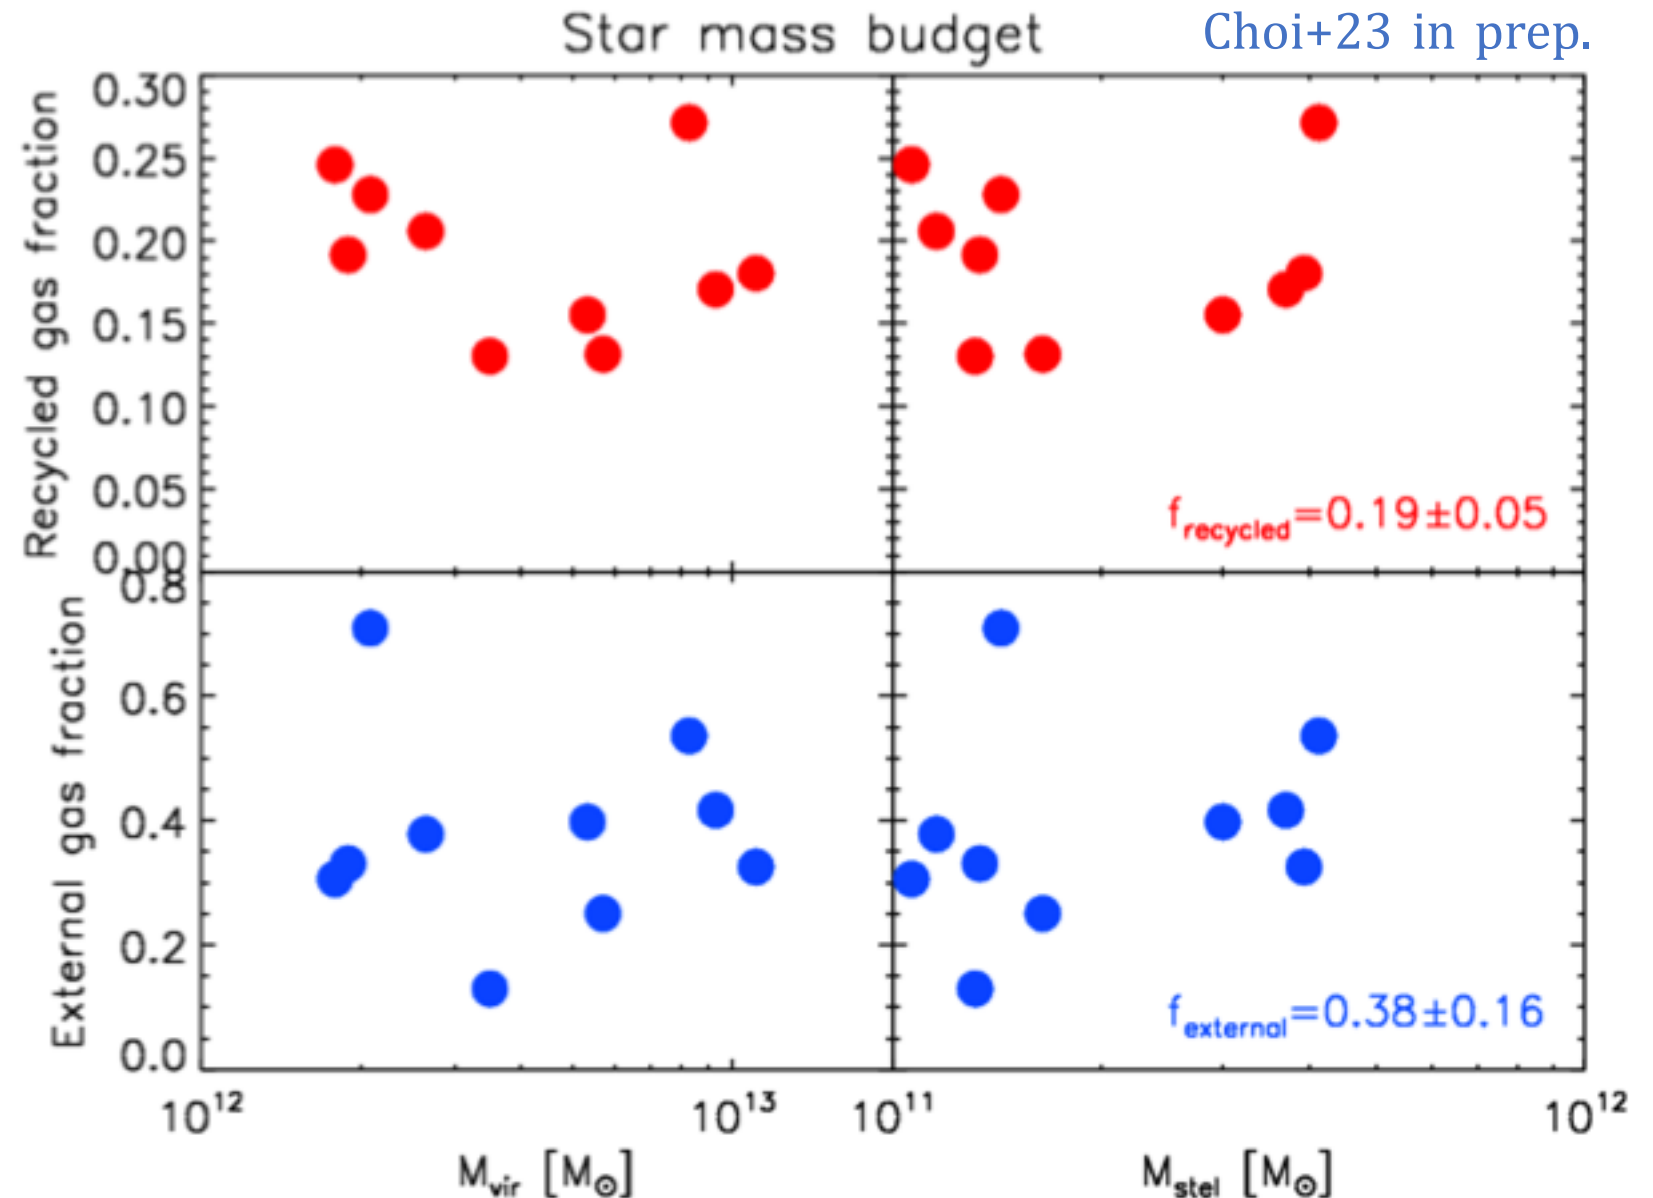 Star mass budget
Choi+23 in prep.
Recycled gas fraction
0.30
0.25
0.20
0.15
0.10
0.05
0.00
f_recycled=0.19±0.05
External gas fraction
0.8
0.6
0.4
0.2
0.0
f_external=0.38±0.16
10^12 10^13 10^11 10^12
M_vir [M_⊙] M_stel [M_⊙]